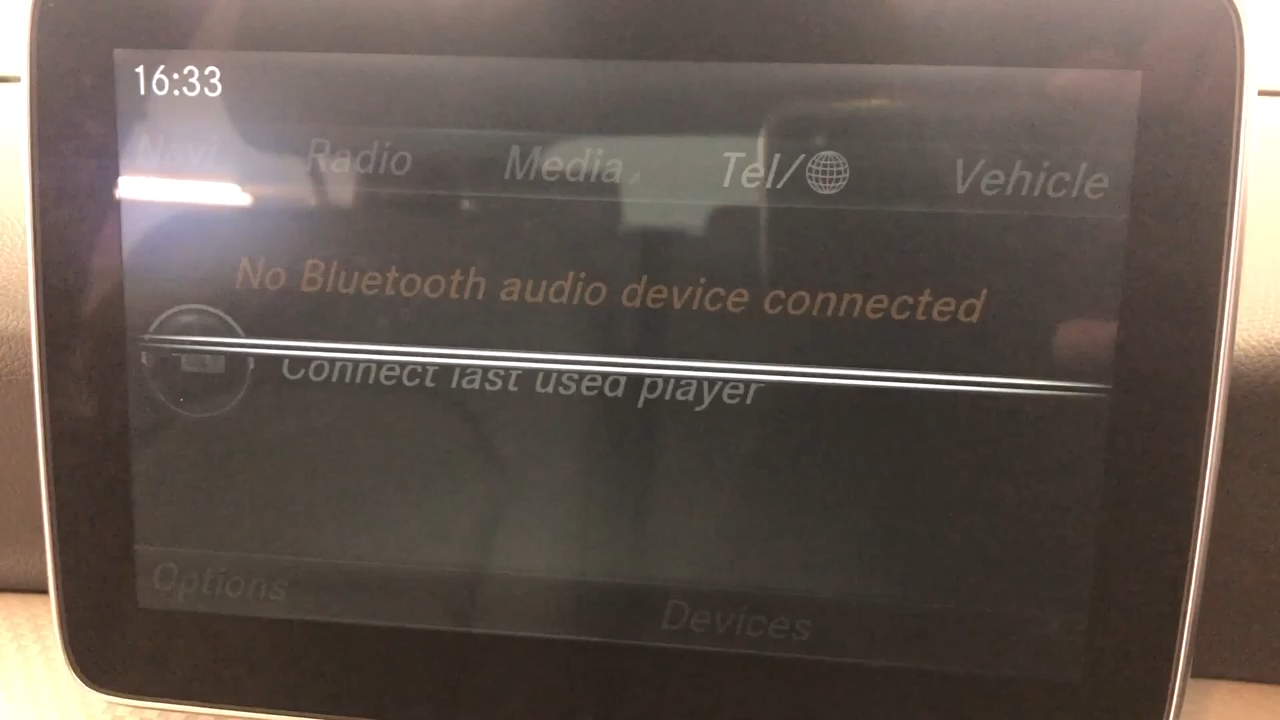 16:33
Navi Radio Media Tel/ Vehicle
No Bluetooth audio device connected
Connect last used player
Options Devices